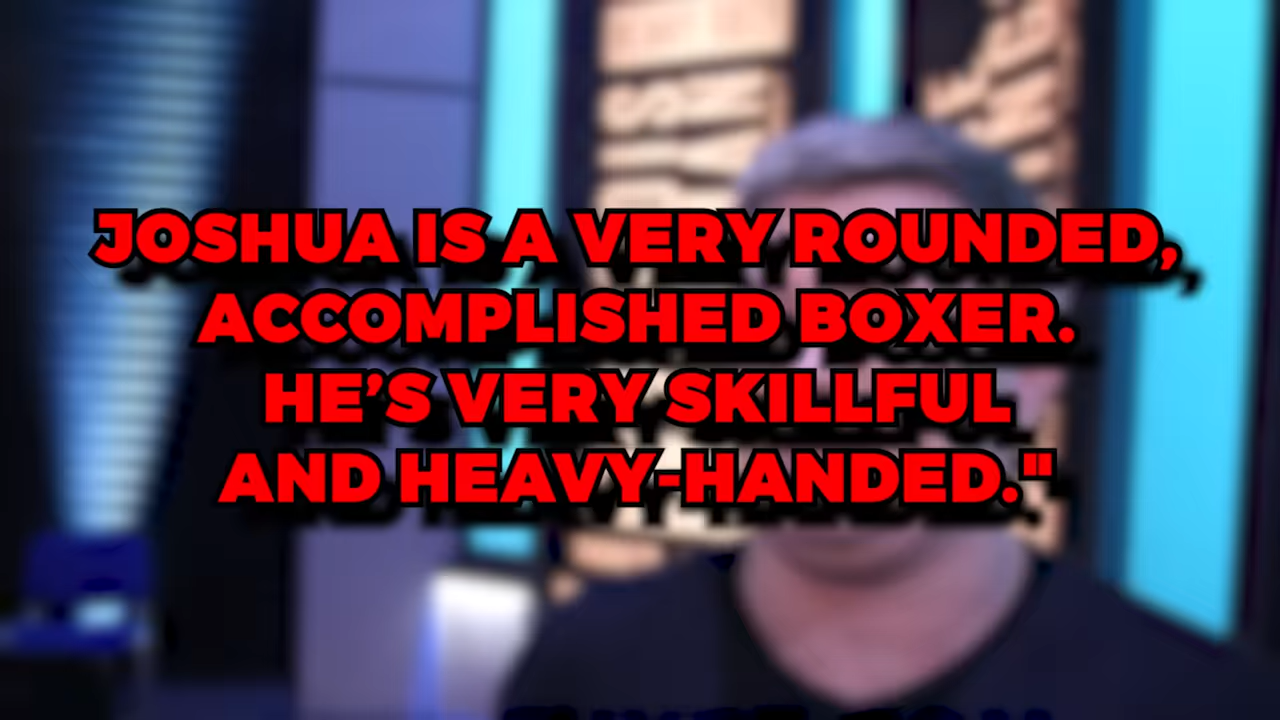 JOSHUA IS A VERY ROUNDED,
ACCOMPLISHED BOXER.
HE’S VERY SKILLFUL
AND HEAVY-HANDED."